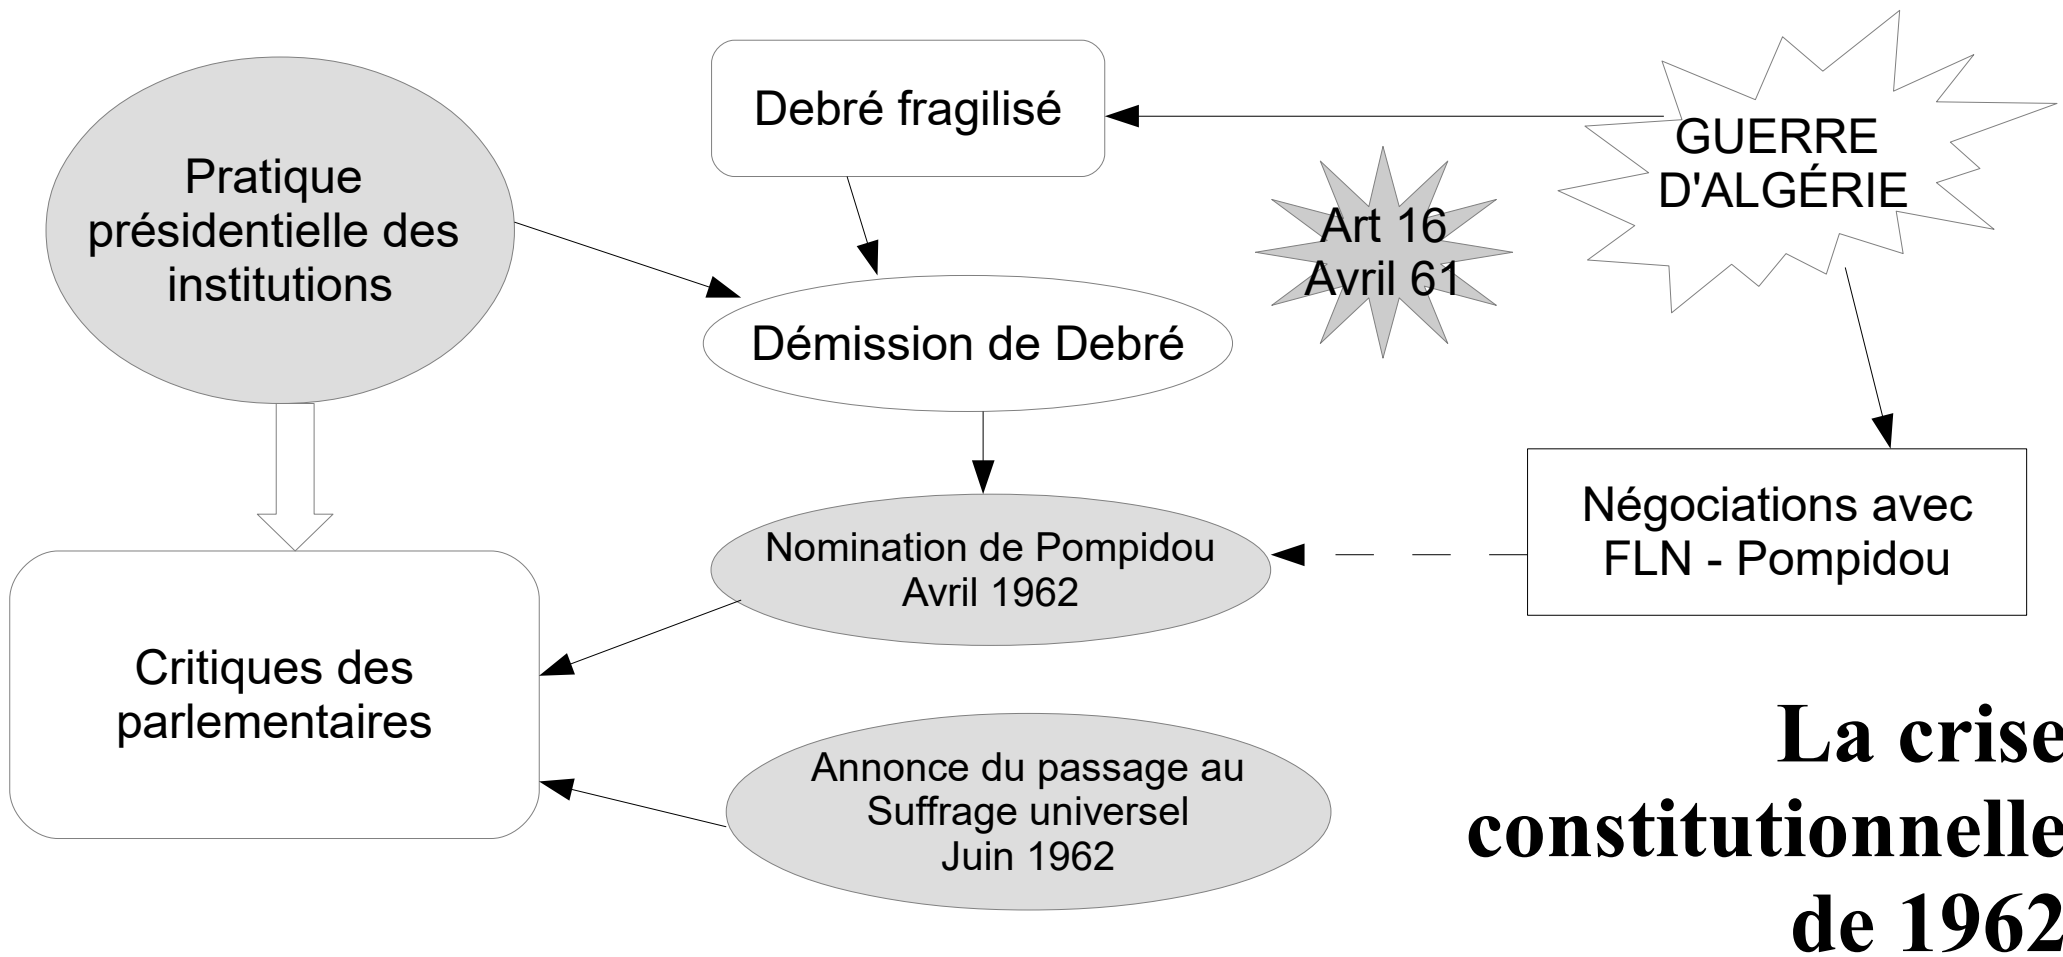 Debré fragilisé
GUERRE
D'ALGÉRIE
Pratique
présidentielle des
institutions
Art 16
Avril 61
Démission de Debré
Négociations avec
FLN - Pompidou
Nomination de Pompidou
Avril 1962
Critiques des
parlementaires
Annonce du passage au
Suffrage universel
Juin 1962
La crise
constitutionnelle
de 1962